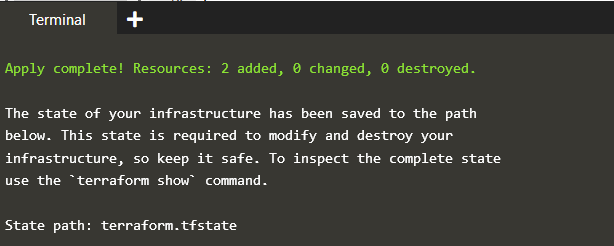 Terminal
Apply complete! Resources: 2 added, 0 changed, 0 destroyed.
The state of your infrastructure has been saved to the path
below. This state is required to modify and destroy your
infrastructure, so keep it safe. To inspect the complete state
use the `terraform show` command.
State path: terraform.tfstate